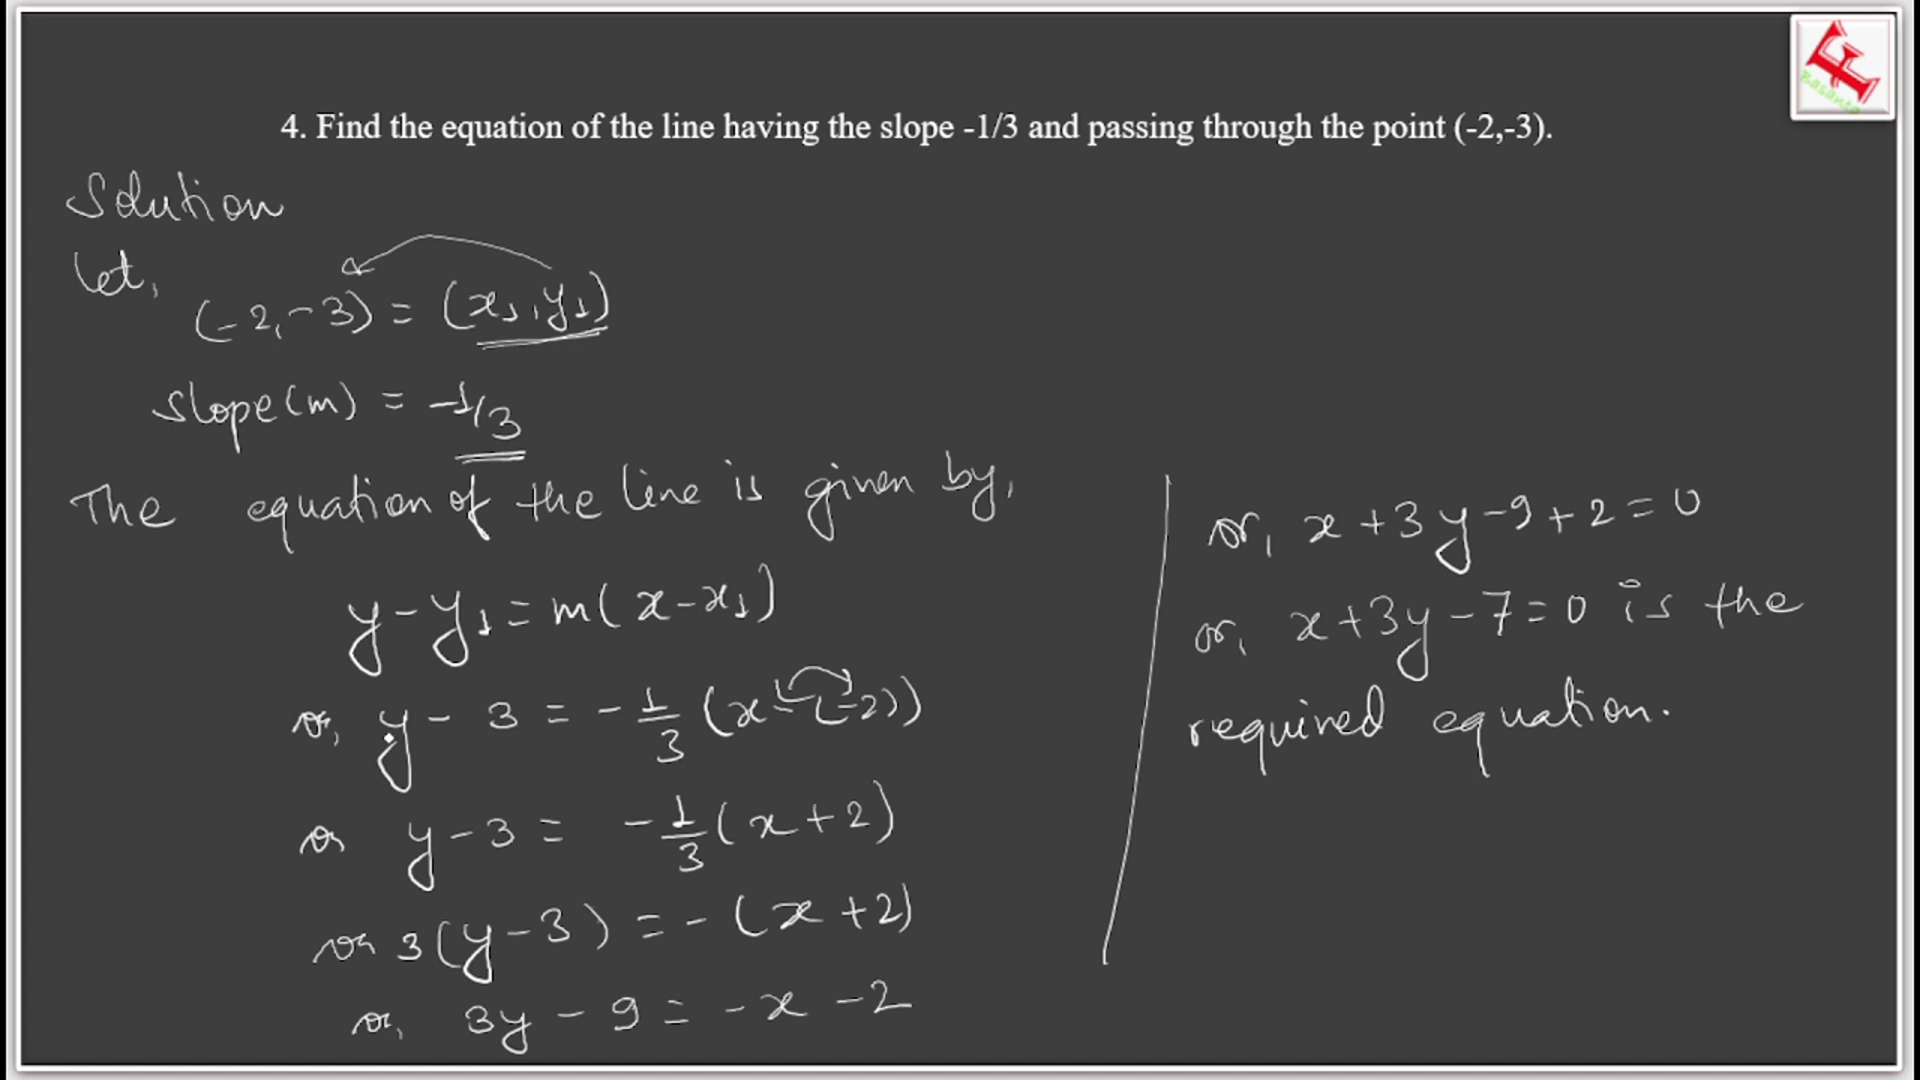 4. Find the equation of the line having the slope -1/3 and passing through the point (-2,-3).
Basanta
Solution
Let,
(-2,-3) = (x₁,y₁)
Slope(m) = -1/3
The equation of the line is given by,
y-y₁ = m(x-x₁)
or, y - 3 = -1/3 (x-(-2))
or y-3 = -1/3(x+2)
or 3(y-3) = -(x+2)
or, 3y - 9 = -x -2
or, x+3y-9+2=0
or, x+3y-7=0 is the
required equation.